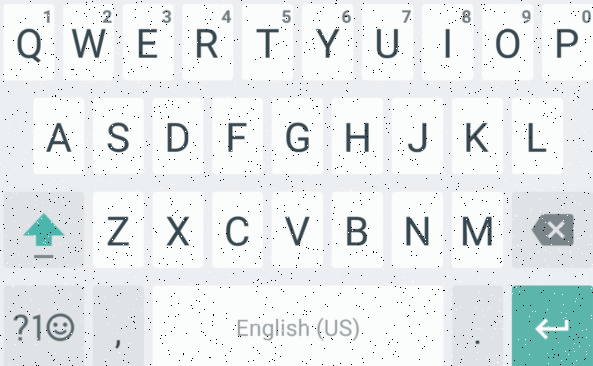 1 2 3 4 5 6 7 8 9 0
Q W E R T Y U I O P
A S D F G H J K L
Z X C V B N M
?1☺ , English (US) .